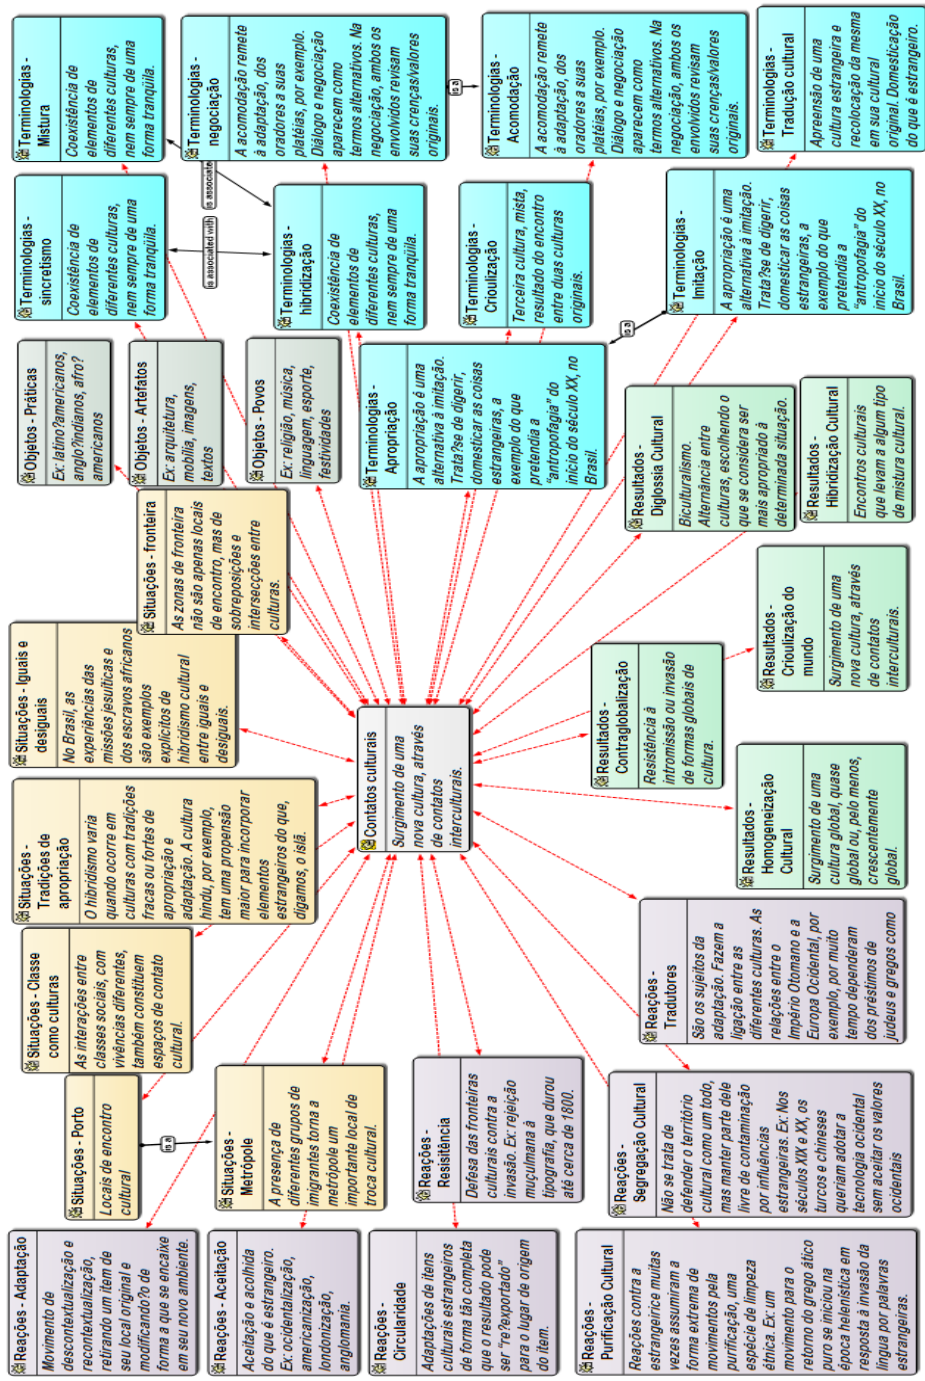 Reações - Adaptação
Movimento de
descontextualização e
recontextualização,
retirando um item de
seu local original e
modificando?o de
forma a que se encaixe
em seu novo ambiente.
Reações - Aceitação
Aceitação e acolhida
do que é estrangeiro.
Ex: ocidentalização,
americanização,
londonização,
anglomania.
Reações -
Circularidade
Adaptações de itens
culturais estrangeiros
de forma tão completa
que o resultado pode
ser "re?exportado"
para o lugar de origem
do item.
Reações -
Purificação Cultural
Reações contra a
estrangeirice muitas
vezes assumiram a
forma extrema de
movimentos pela
purificação, uma
espécie de limpeza
étnica. Ex: um
movimento para o
retorno do grego ático
puro se iniciou na
época helenística em
resposta à invasão da
língua por palavras
estrangeiras.
Situações - Porto
Locais de encontro
cultural
is a
Situações -
Metrópole
A presença de
diferentes grupos de
imigrantes torna a
metrópole um
importante local de
troca cultural.
Reações -
Resisitência
Defesa das fronteiras
culturais contra a
invasão. Ex: rejeição
muçulmana à
tipografia, que durou
até cerca de 1800.
Reações -
Segregação Cultural
Não se trata de
defender o território
cultural como um todo,
mas manter parte dele
livre de contaminação
por influências
estrangeiras. Ex: Nos
séculos XIX e XX, os
turcos e chineses
queriam adotar a
tecnologia ocidental
sem aceitar os valores
ocidentais
Situações - Classe
como culturas
As interações entre
classes sociais, com
vivências diferentes,
também constituem
espaços de contato
cultural.
Reações -
Tradutores
São os sujeitos da
adaptação. Fazem a
ligação entre as
diferentes culturas. As
relações entre o
Império Otomano e a
Europa Ocidental, por
exemplo, por muito
tempo dependeram
dos préstimos de
judeus e gregos como
Situações -
Tradições de
apropriação
O hibridismo varia
quando ocorre em
culturas com tradições
fracas ou fortes de
apropriação e
adaptação. A cultura
hindu, por exemplo,
tem uma propensão
maior para incorporar
elementos
estrangeiros do que,
digamos, o islã.
Contatos culturais
Surgimento de uma
nova cultura, através
de contatos
interculturais.
Resultados -
Homogeneização
Cultural
Surgimento de uma
cultura global, quase
global ou, pelo menos,
crescentemente
global.
Situações - Iguais e
desiguais
No Brasil, as
experiências das
missões jesuíticas e
dos escravos africanos
são exemplos
explícitos de
hibridismo cultural
entre iguais e
desiguais.
Resultados -
Contraglobalização
Resistência à
intromissão ou invasão
de formas globais de
cultura.
Resultados -
Crioulização do
mundo
Surgimento de uma
nova cultura, através
de contatos
interculturais.
Situações - fronteira
As zonas de fronteira
não são apenas locais
de encontro, mas de
sobreposições e
intersecções entre
culturas.
Objetos - Práticas
Ex: latino?americanos,
anglo?indianos, afro?
americanos
Objetos - Artefatos
Ex: arquitetura,
mobília, imagens,
textos
Objetos - Povos
Ex: religião, música,
linguagem, esporte,
festividades
Terminologias -
Apropriação
A apropriação é uma
alternativa à imitação.
Trata?se de digerir,
domesticar as coisas
estrangeiras, a
exemplo do que
pretendia a
"antropofagia" do
início do século XX, no
Brasil.
Resultados -
Diglossia Cultural
Biculturalismo.
Alternância entre
culturas, escolhendo o
que se considera ser
mais apropriado à
determinada situação.
Resultados -
Hibridização Cultural
Encontros culturais
que levam a algum tipo
de mistura cultural.
is a
Terminologias -
sincretismo
Coexistência de
elementos de
diferentes culturas,
nem sempre de uma
forma tranqüila.
is associated with
is associated
Terminologias -
hibridização
Coexistência de
elementos de
diferentes culturas,
nem sempre de uma
forma tranqüila.
Terminologias -
Crioulização
Terceira cultura, mista,
resultado do encontro
entre duas culturas
originais.
Terminologias -
Imitação
A apropriação é uma
alternativa à imitação.
Trata?se de digerir,
domesticar as coisas
estrangeiras, a
exemplo do que
pretendia a
"antropofagia" do
início do século XX, no
Brasil.
Terminologias -
Mistura
Coexistência de
elementos de
diferentes culturas,
nem sempre de uma
forma tranqüila.
Terminologias -
negociação
A acomodação remete
à adaptação, dos
oradores a suas
platéias, por exemplo.
Diálogo e negociação
aparecem como
termos alternativos. Na
negociação, ambos os
envolvidos revisam
suas crenças/valores
originais.
is a
Terminologias -
Acomodação
A acomodação remete
à adaptação, dos
oradores a suas
platéias, por exemplo.
Diálogo e negociação
aparecem como
termos alternativos. Na
negociação, ambos os
envolvidos revisam
suas crenças/valores
originais.
Terminologias -
Tradução cultural
Apreensão de uma
cultura estrangeira e
recolocação da mesma
em sua cultural
original. Domesticação
do que é estrangeiro.